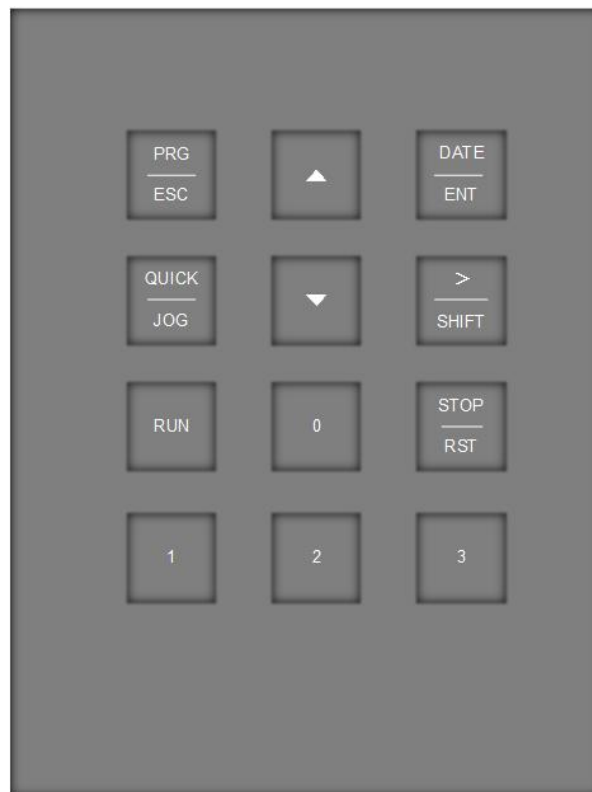 PRG
ESC
DATE
ENT
QUICK
JOG
>
SHIFT
RUN
0
STOP
RST
1
2
3